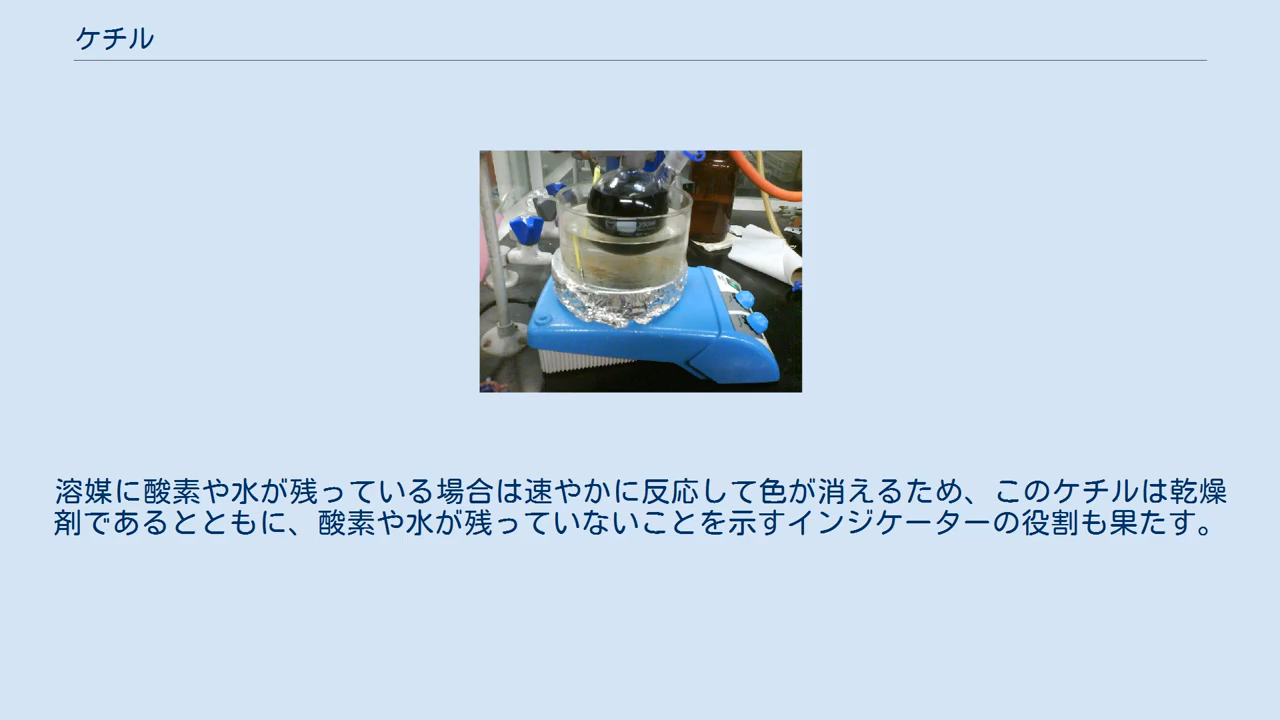 ケチル
溶媒に酸素や水が残っている場合は速やかに反応して色が消えるため、このケチルは乾燥
剤であるとともに、酸素や水が残っていないことを示すインジケーターの役割も果たす。